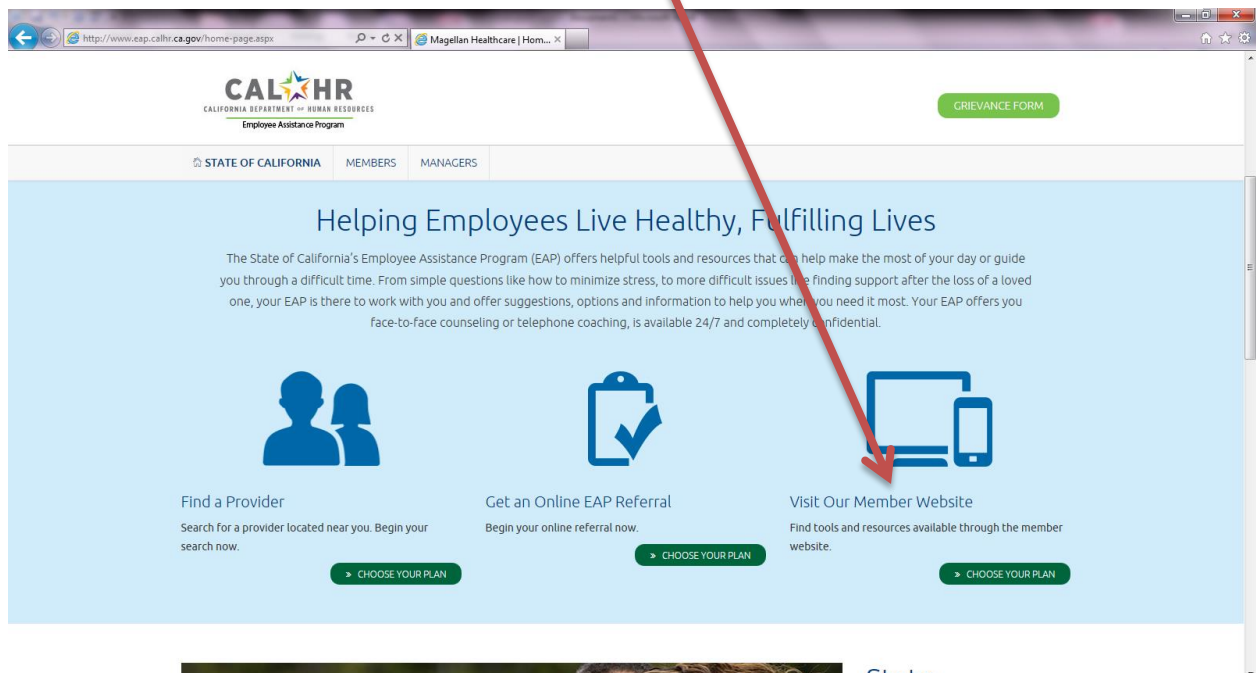 http://www.eap.calhr.ca.gov/home-page.aspx
Magellan Healthcare | Hom...
CALHR
CALIFORNIA DEPARTMENT OF HUMAN RESOURCES
Employee Assistance Program
GRIEVANCE FORM
STATE OF CALIFORNIA MEMBERS MANAGERS
Helping Employees Live Healthy, Fulfilling Lives
The State of California's Employee Assistance Program (EAP) offers helpful tools and resources that can help make the most of your day or guide
you through a difficult time. From simple questions like how to minimize stress, to more difficult issues like finding support after the loss of a loved
one, your EAP is there to work with you and offer suggestions, options and information to help you when you need it most. Your EAP offers you
face-to-face counseling or telephone coaching, is available 24/7 and completely confidential.
Find a Provider
Search for a provider located near you. Begin your
search now.
» CHOOSE YOUR PLAN
Get an Online EAP Referral
Begin your online referral now.
» CHOOSE YOUR PLAN
Visit Our Member Website
Find tools and resources available through the member
website.
» CHOOSE YOUR PLAN